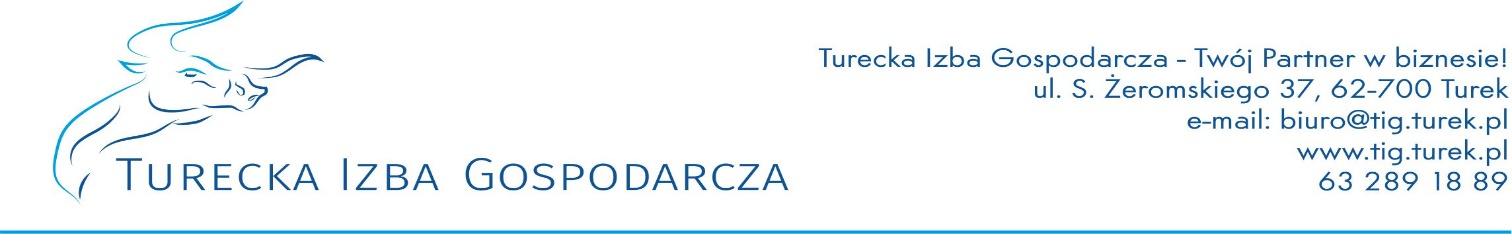 Turecka Izba Gospodarcza
Turecka Izba Gospodarcza - Twój Partner w biznesie!
ul. S. Żeromskiego 37, 62-700 Turek
e-mail: biuro@tig.turek.pl
www.tig.turek.pl
63 289 18 89